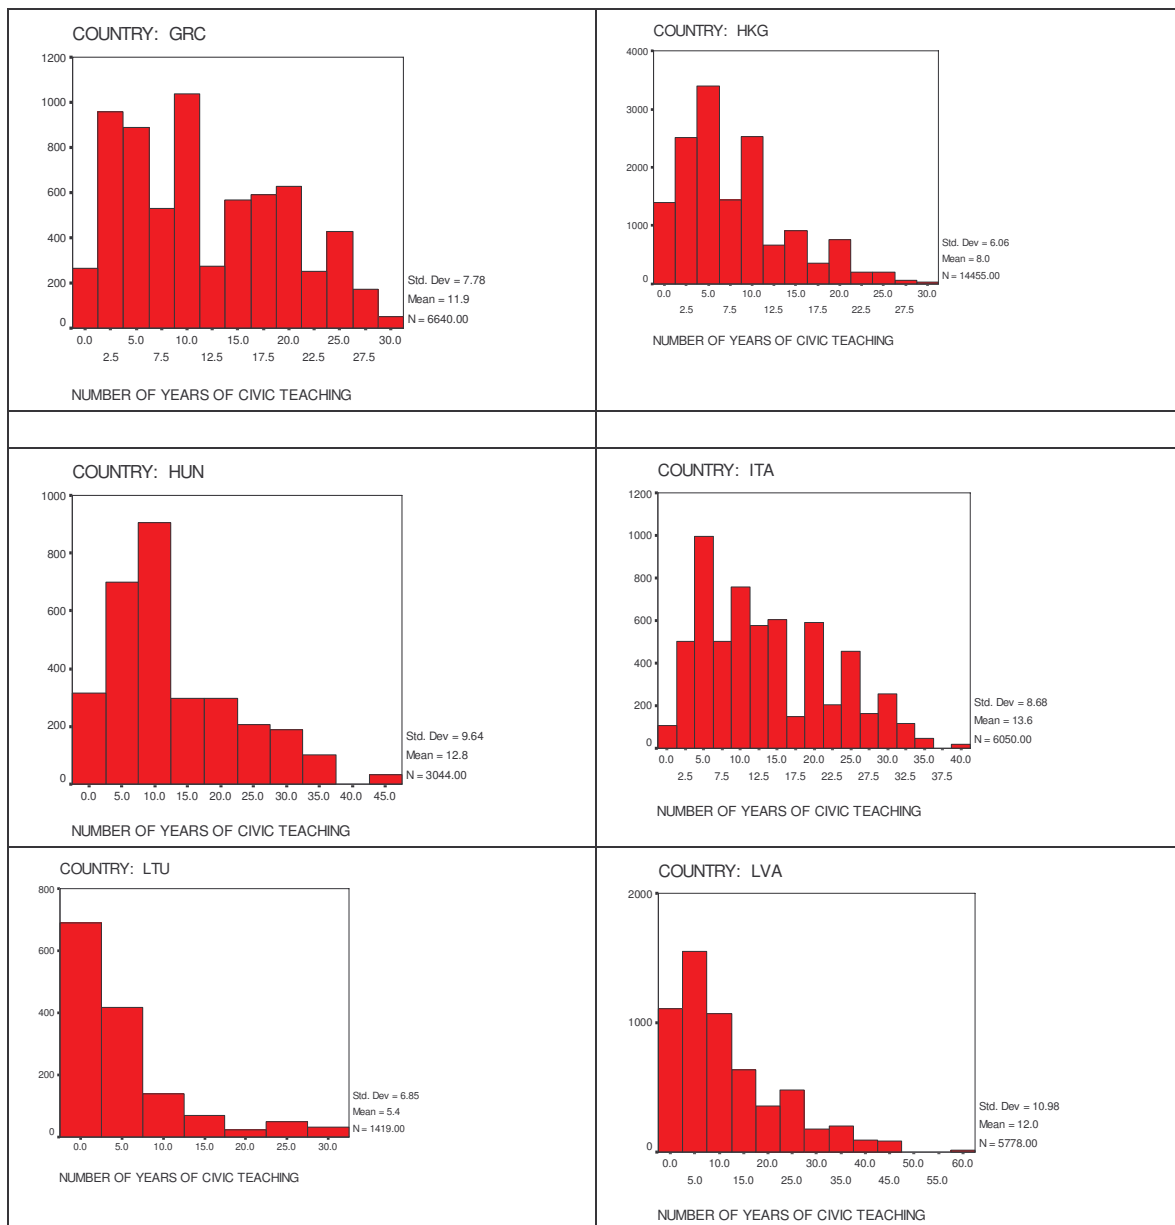 COUNTRY: GRC
1200
1000
800
600
400
200
0
Std. Dev = 7.78
Mean = 11.9
N = 6640.00
0.0 5.0 10.0 15.0 20.0 25.0 30.0
2.5 7.5 12.5 17.5 22.5 27.5
NUMBER OF YEARS OF CIVIC TEACHING
COUNTRY: HKG
4000
3000
2000
1000
0
Std. Dev = 6.06
Mean = 8.0
N = 14455.00
0.0 5.0 10.0 15.0 20.0 25.0 30.0
2.5 7.5 12.5 17.5 22.5 27.5
NUMBER OF YEARS OF CIVIC TEACHING
COUNTRY: HUN
1000
800
600
400
200
0
Std. Dev = 9.64
Mean = 12.8
N = 3044.00
0.0 5.0 10.0 15.0 20.0 25.0 30.0 35.0 40.0 45.0
NUMBER OF YEARS OF CIVIC TEACHING
COUNTRY: ITA
1200
1000
800
600
400
200
0
Std. Dev = 8.68
Mean = 13.6
N = 6050.00
0.0 5.0 10.0 15.0 20.0 25.0 30.0 35.0 40.0
2.5 7.5 12.5 17.5 22.5 27.5 32.5 37.5
NUMBER OF YEARS OF CIVIC TEACHING
COUNTRY: LTU
800
600
400
200
0
Std. Dev = 6.85
Mean = 5.4
N = 1419.00
0.0 5.0 10.0 15.0 20.0 25.0 30.0
NUMBER OF YEARS OF CIVIC TEACHING
COUNTRY: LVA
2000
1000
0
Std. Dev = 10.98
Mean = 12.0
N = 5778.00
0.0 10.0 20.0 30.0 40.0 50.0 60.0
5.0 15.0 25.0 35.0 45.0 55.0
NUMBER OF YEARS OF CIVIC TEACHING